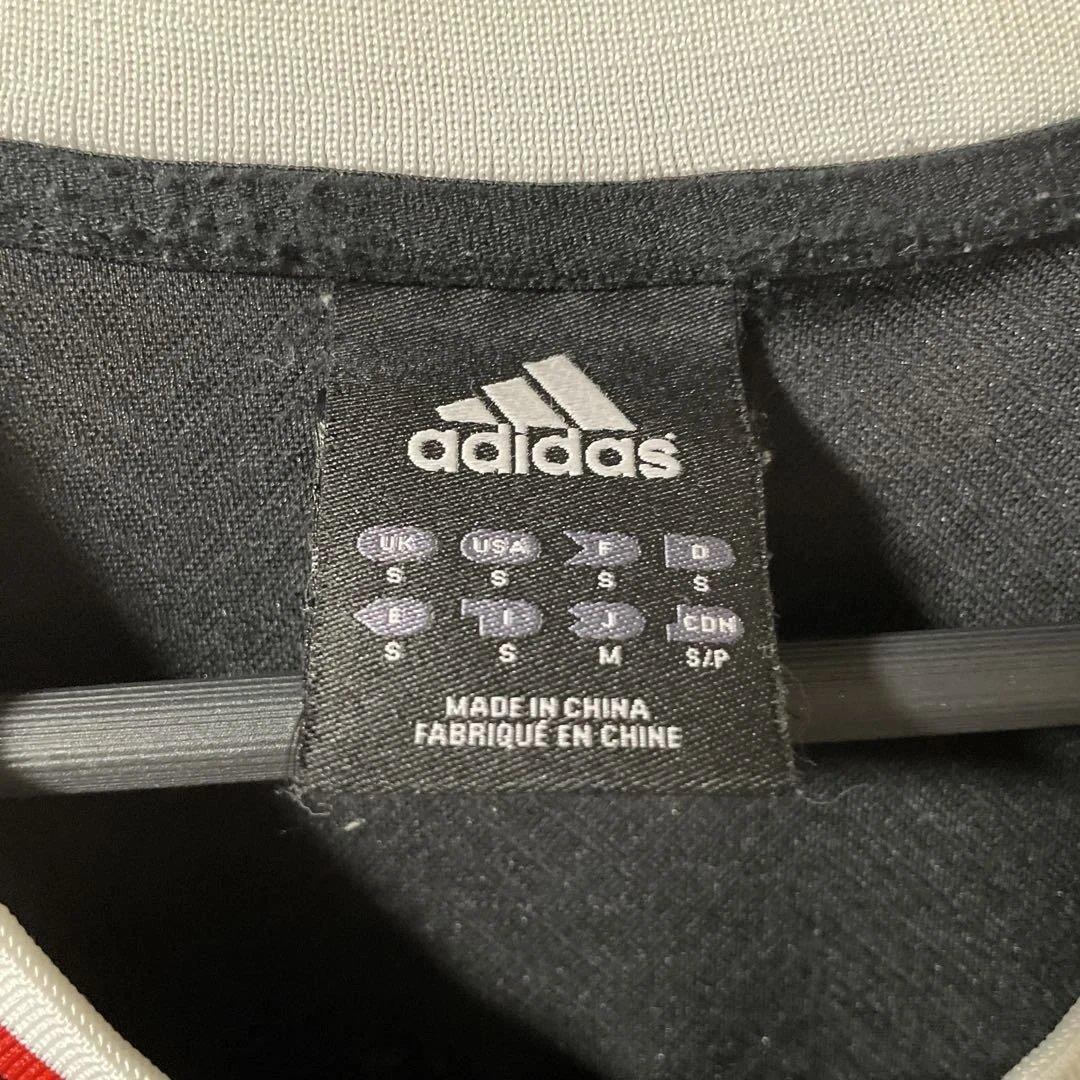 adidas
UK USA F D
S S S S
E I J CDN
S S M S/P
MADE IN CHINA
FABRIQUÉ EN CHINE